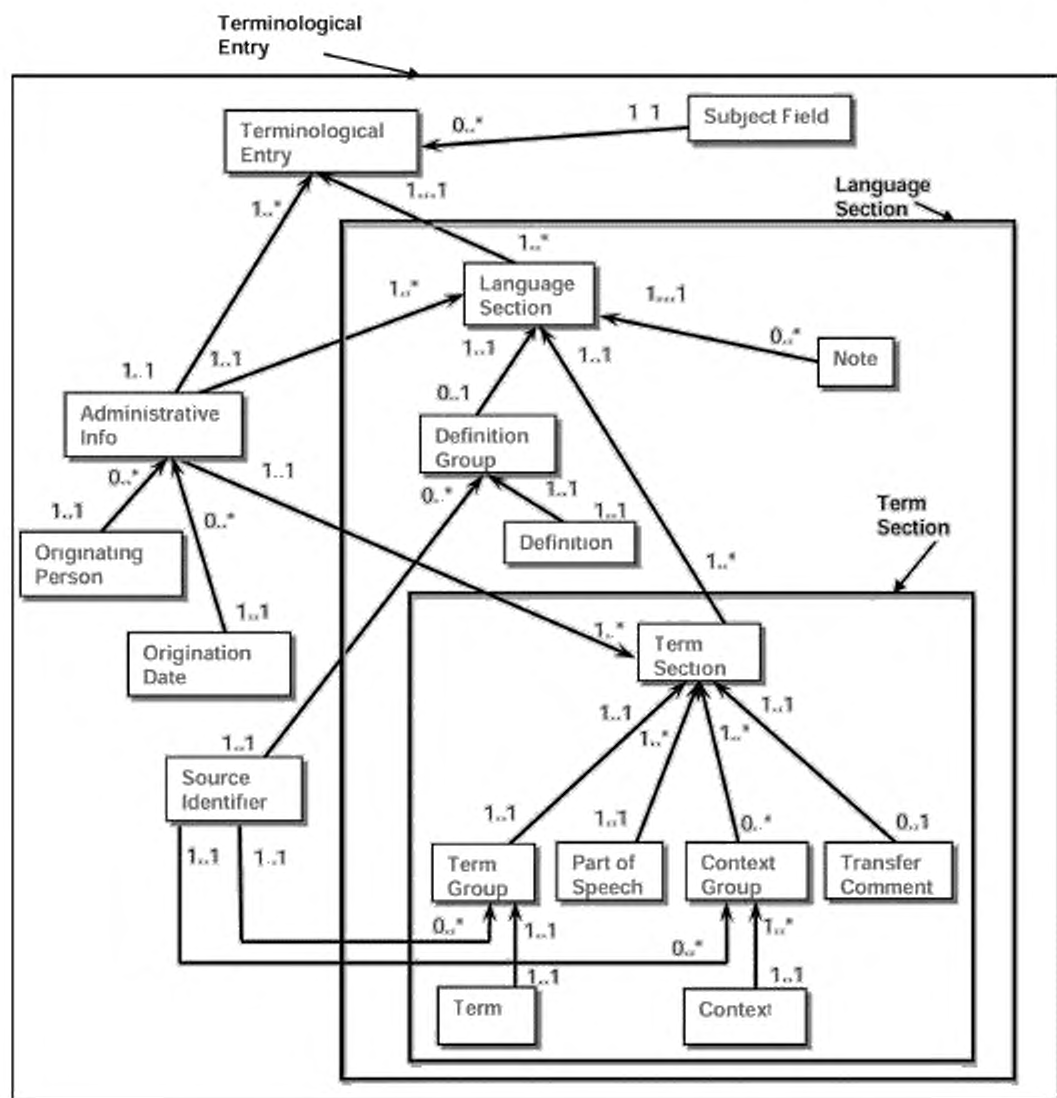 Terminological
Entry
Terminological
Entry
0..*
1 1
Subject Field
1..*
1...1
Language
Section
1..*
Language
Section
1..*
1....1
0..*
Note
1..1
1..1
1..1
1..1
Administrative
Info
0..1
Definition
Group
0..*
1..1
1..1
Originating
Person
0..*
0..*
1..1
1..1
Definition
Term
Section
1..*
1..1
Origination
Date
1..*
Term
Section
1..1
Source
Identifier
1..1
1..*
1..*
1..1
1..1
1..1
0..*
0..1
1..1
1..1
Term
Group
Part of
Speech
Context
Group
Transfer
Comment
0..*
1..1
0..*
1..*
1..1
1..1
Term
Context